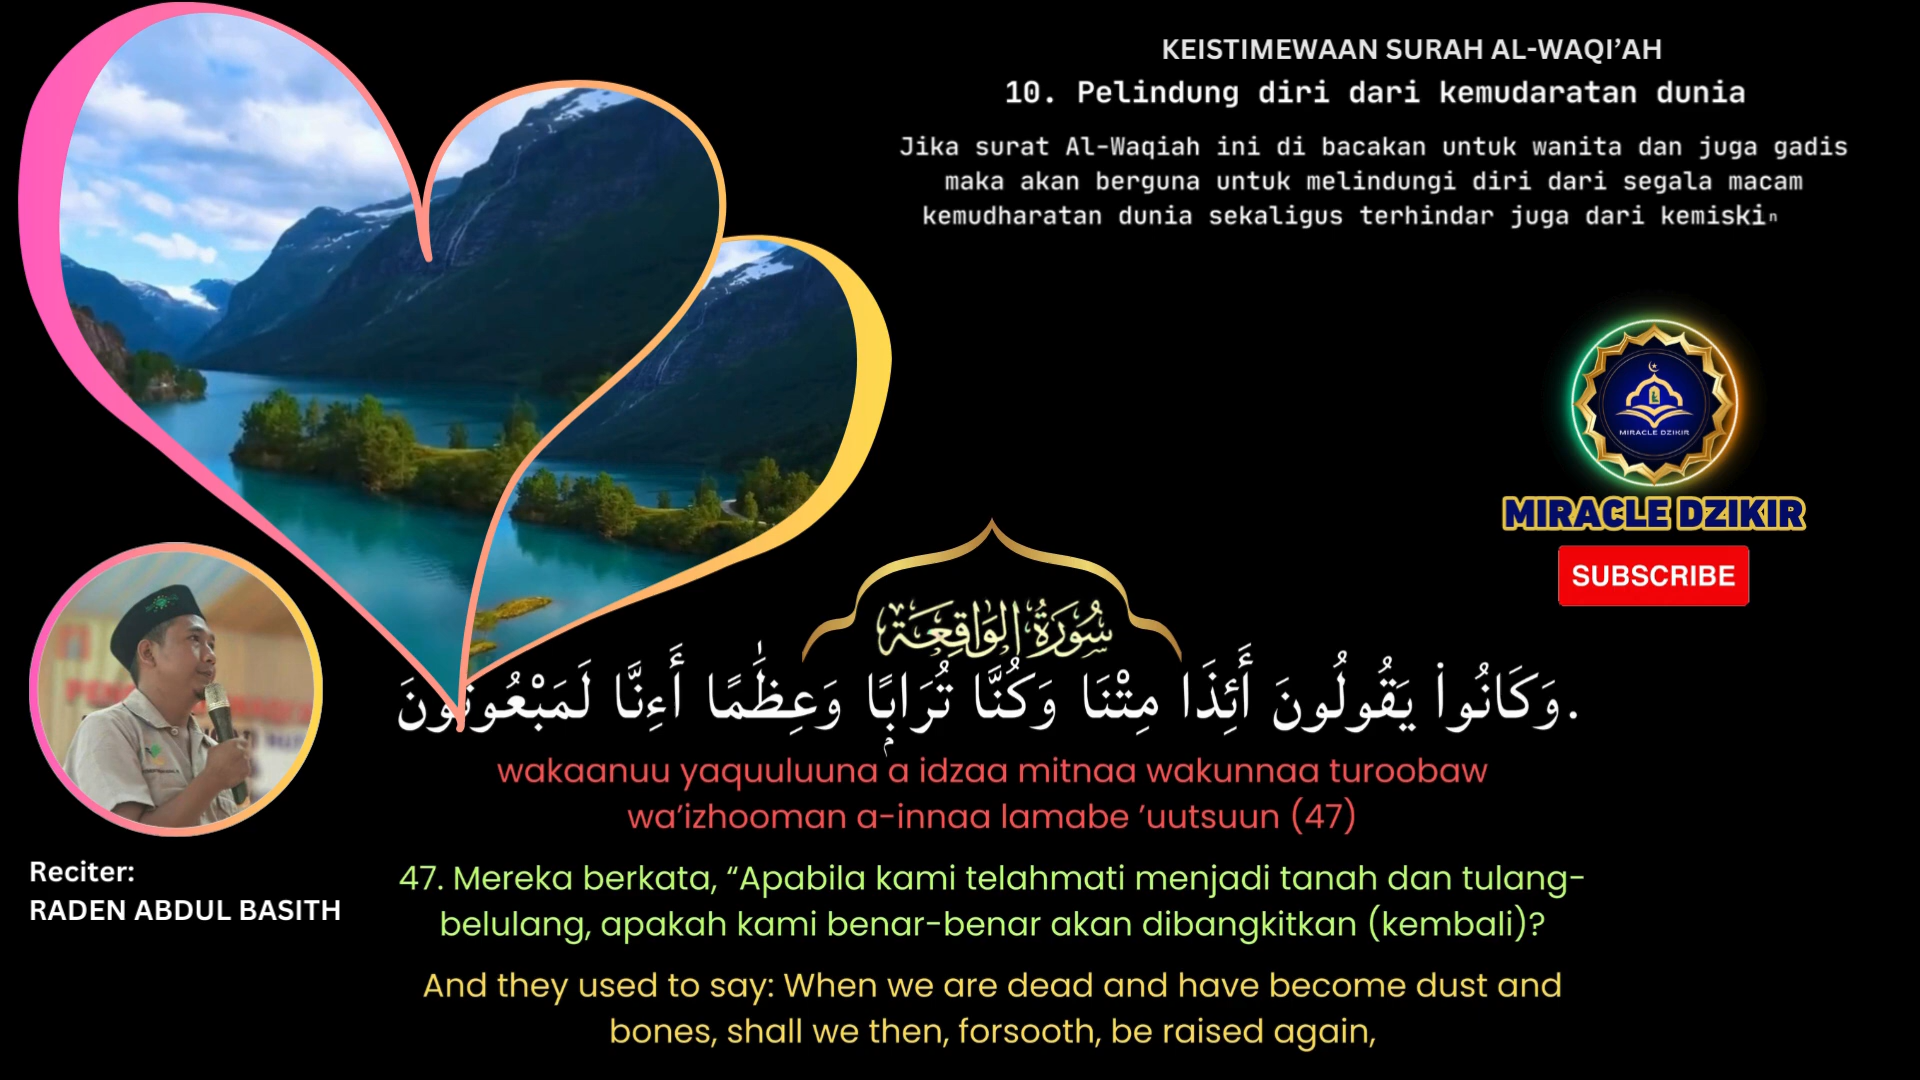 KEISTIMEWAAN SURAH AL-WAQI’AH
10. Pelindung diri dari kemudaratan dunia
Jika surat Al-Waqiah ini di bacakan untuk wanita dan juga gadis
maka akan berguna untuk melindungi diri dari segala macam
kemudharatan dunia sekaligus terhindar juga dari kemiskin
MIRACLE DZIKIR
MIRACLE DZIKIR
SUBSCRIBE
سُورَةُ الوَاقِعَة
وَكَانُوا۟ يَقُولُونَ أَئِذَا مِتْنَا وَكُنَّا تُرَابًۭا وَعِظَٰمًا أَءِنَّا لَمَبْعُوثُونَ.
wakaanuu yaquuluuna a idzaa mitnaa wakunnaa turoobaw
wa’izhooman a-innaa lamabe ’uutsuun (47)
Reciter:
RADEN ABDUL BASITH
47. Mereka berkata, “Apabila kami telahmati menjadi tanah dan tulang-
belulang, apakah kami benar-benar akan dibangkitkan (kembali)?
And they used to say: When we are dead and have become dust and
bones, shall we then, forsooth, be raised again,